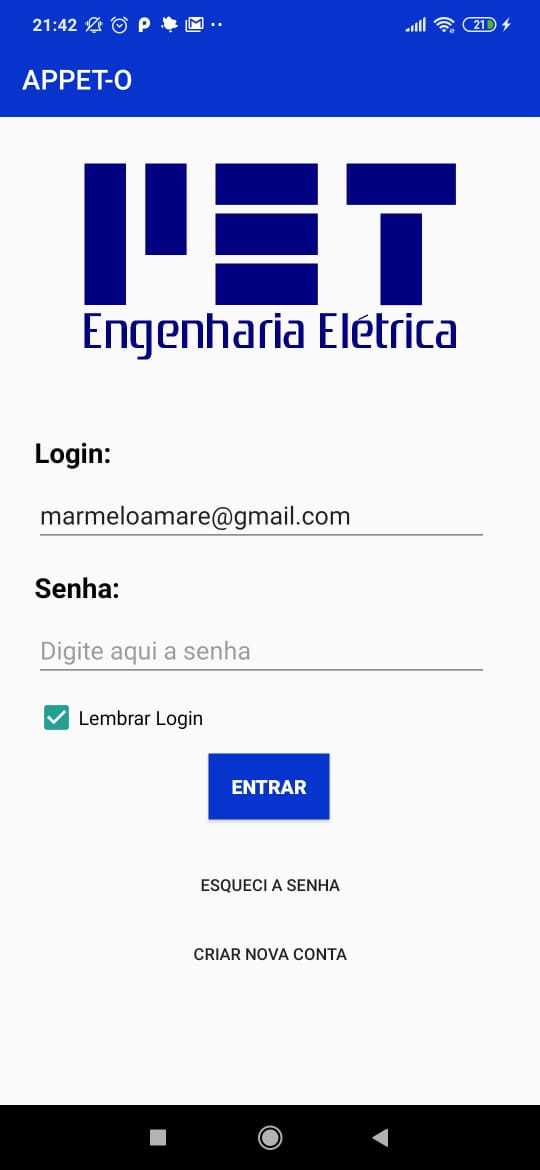 21:42 21
APPET-O
PET
Engenharia Elétrica
Login:
marmeloamare@gmail.com
Senha:
Digite aqui a senha
Lembrar Login
ENTRAR
ESQUECI A SENHA
CRIAR NOVA CONTA